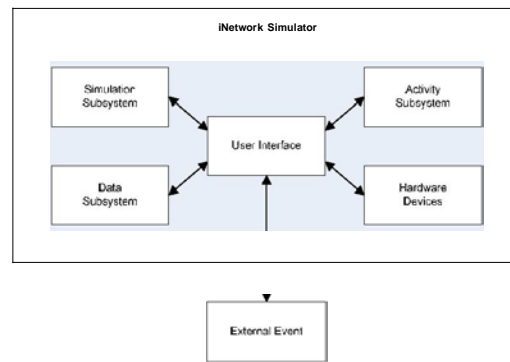 iNetwork Simulator
Simulation
Subsystem
Activity
Subsystem
User Interface
Data
Subsystem
Hardware
Devices
External Event